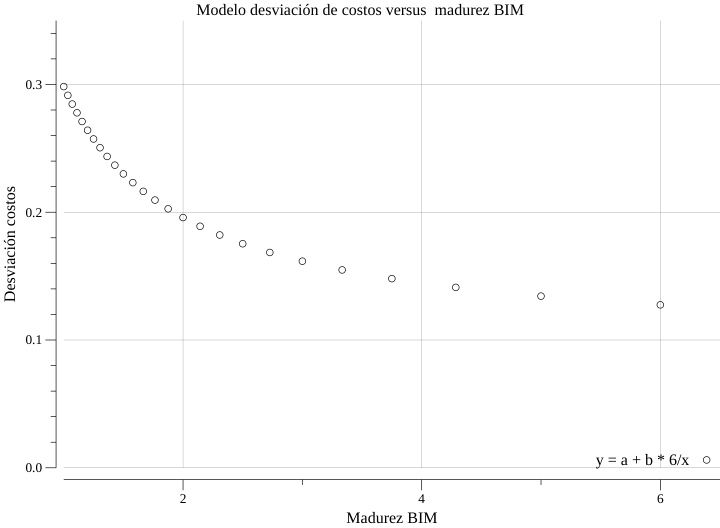 Modelo desviación de costos versus  madurez BIM
0.3
0.2
Desviación costos
0.1
y = a + b * 6/x
0.0
2
4
6
Madurez BIM